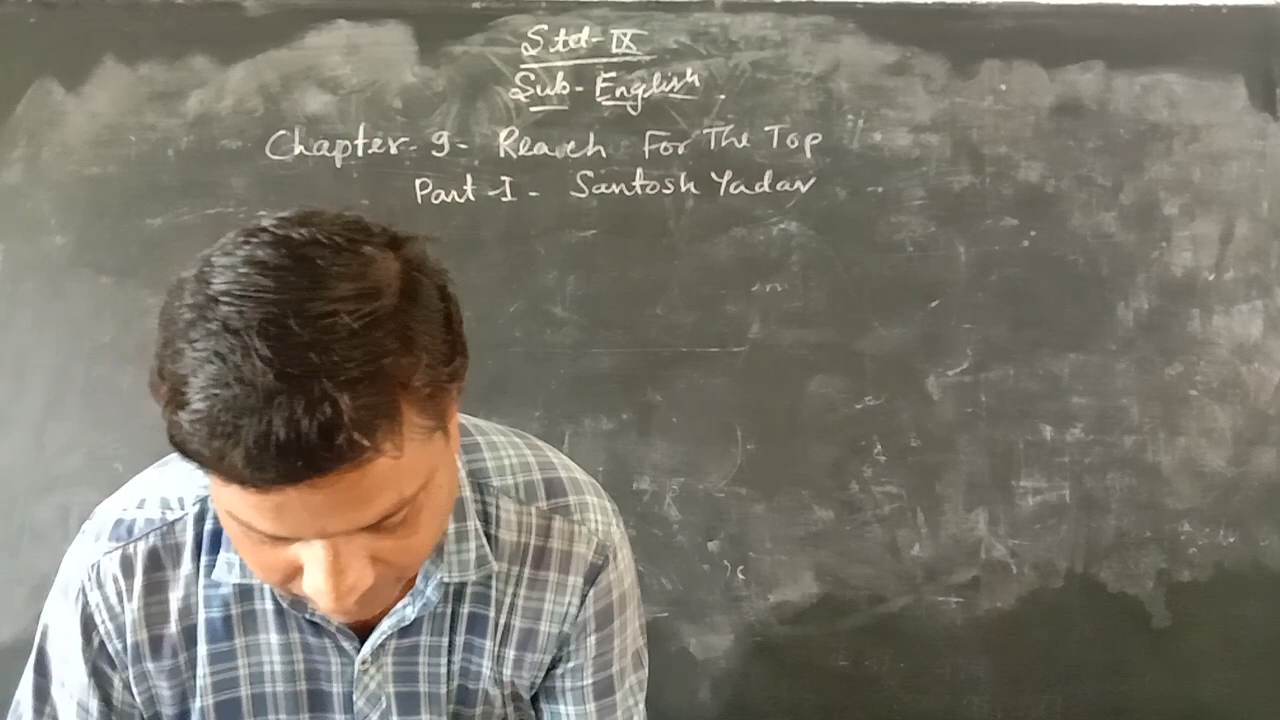 Std-IX
Sub- English.
Chapter-9- Reach For The Top
Part-I- Santosh Yadav